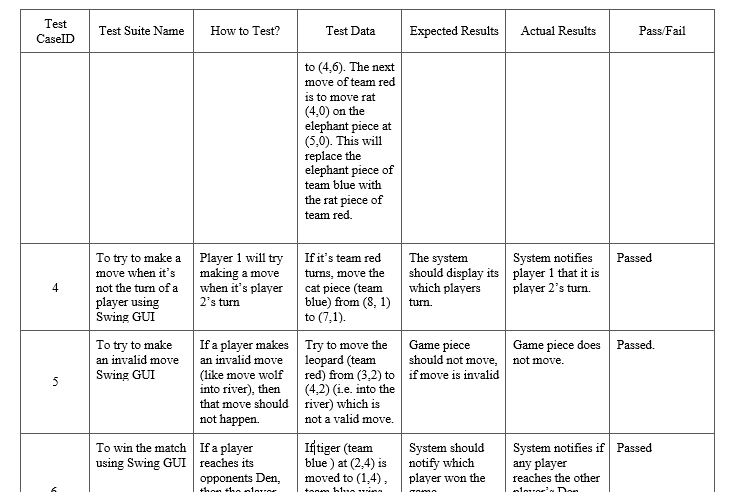 Test
CaseID
Test Suite Name
How to Test?
Test Data
Expected Results
Actual Results
Pass/Fail
to (4,6). The next
move of team red
is to move rat
(4,0) on the
elephant piece at
(5,0). This will
replace the
elephant piece of
team blue with
the rat piece of
team red.
4
To try to make a
move when it’s
not the turn of a
player using
Swing GUI
Player 1 will try
making a move
when it’s player
2’s turn
If it’s team red
turns, move the
cat piece (team
blue) from (8, 1)
to (7,1).
The system
should display its
which players
turn.
System notifies
player 1 that it is
player 2’s turn.
Passed
5
To try to make
an invalid move
Swing GUI
If a player makes
an invalid move
(like move wolf
into river), then
that move should
not happen.
Try to move the
leopard (team
red) from (3,2) to
(4,2) (i.e. into the
river) which is
not a valid move.
Game piece
should not move,
if move is invalid
Game piece does
not move.
Passed.
6
To win the match
using Swing GUI
If a player
reaches its
opponents Den,
then the player
If tiger (team
blue ) at (2,4) is
moved to (1,4) ,
team blue wins
System should
notify which
player won the
game
System notifies if
any player
reaches the other
player’s Den
Passed